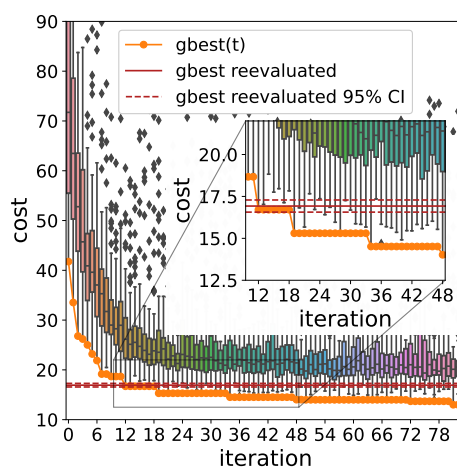 90
80
70
60
50
40
30
20
10
cost
0 6 12 18 24 30 36 42 48 54 60 66 72 78
iteration
gbest(t)
gbest reevaluated
gbest reevaluated 95% CI
20.0
17.5
15.0
12.5
cost
12 18 24 30 36 42 48
iteration